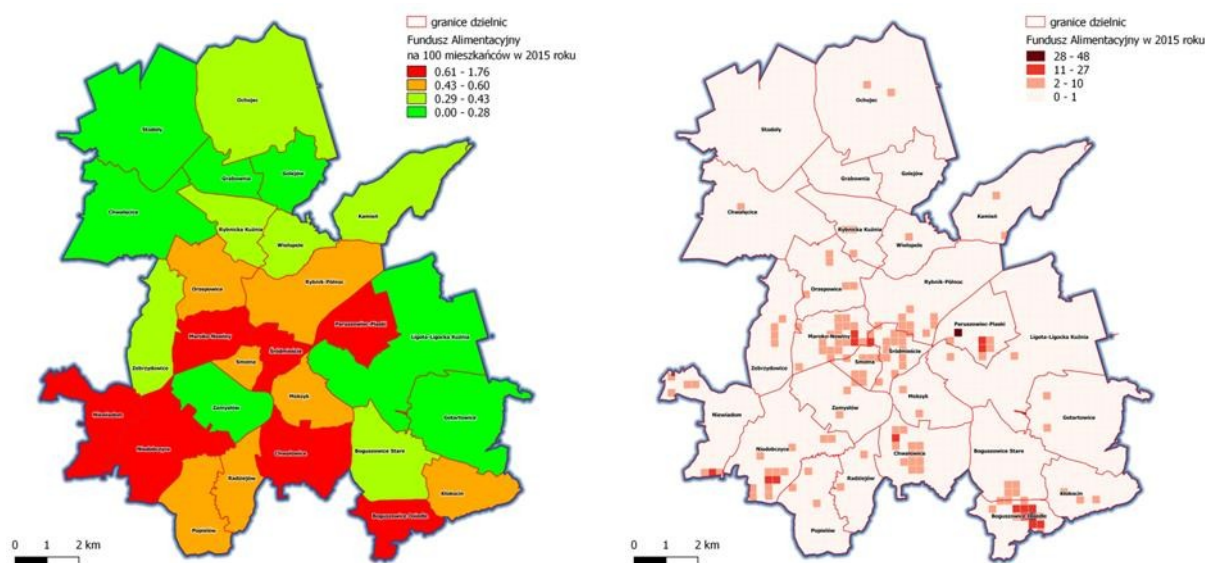 granice dzielnic
Fundusz Alimentacyjny
na 100 mieszkańców w 2015 roku
0.61 - 1.76
0.43 - 0.60
0.29 - 0.43
0.00 - 0.28
Ochojec
Stodoły
Grabownia
Golejów
Chwałęcice
Kamień
Rybnicka Kuźnia
Wielopole
Orzepowice
Rybnik-Północ
Paruszowiec-Piaski
Maroko-Nowiny
Śródmieście
Ligota-Ligocka Kuźnia
Smolna
Zebrzydowice
Meksyk
Zamysłów
Niewiadom
Gotartowice
Niedobczyce
Chwałowice
Boguszowice Stare
Radziejów
Kłokocin
Popielów
Boguszowice Osiedle
0 1 2 km
granice dzielnic
Fundusz Alimentacyjny w 2015 roku
28 - 48
11 - 27
2 - 10
0 - 1
Ochojec
Stodoły
Grabownia
Golejów
Chwałęcice
Kamień
Rybnicka Kuźnia
Wielopole
Orzepowice
Rybnik-Północ
Paruszowiec-Piaski
Maroko-Nowiny
Śródmieście
Ligota-Ligocka Kuźnia
Smolna
Zebrzydowice
Meksyk
Zamysłów
Niewiadom
Gotartowice
Niedobczyce
Chwałowice
Boguszowice Stare
Radziejów
Kłokocin
Popielów
Boguszowice Osiedle
0 1 2 km